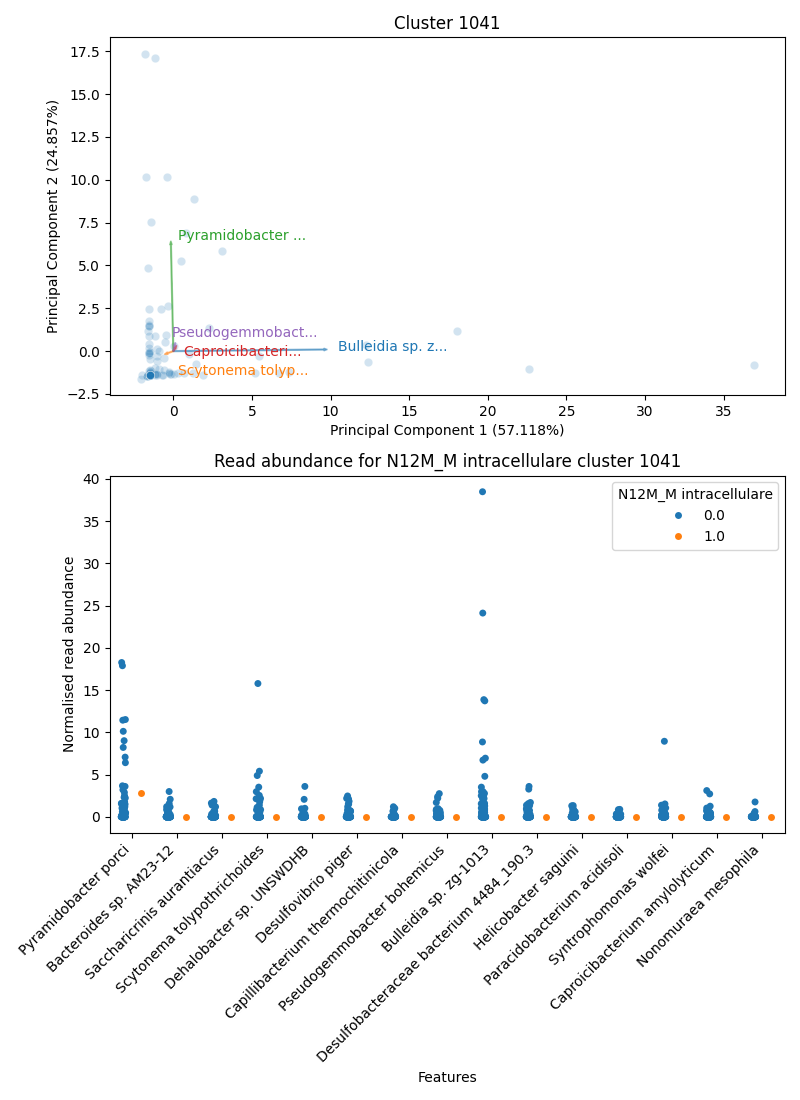 Cluster 1041
17.5
15.0
12.5
10.0
7.5
5.0
2.5
0.0
−2.5
Principal Component 2 (24.857%)
Pyramidobacter ...
Pseudogemmobact...
Bulleidia sp. z...
Caproicibacteri...
Scytonema tolyp...
0 5 10 15 20 25 30 35
Principal Component 1 (57.118%)
Read abundance for N12M_M intracellulare cluster 1041
40
35
30
25
20
15
10
5
0
Normalised read abundance
N12M_M intracellulare
0.0
1.0
Pyramidobacter porci
Bacteroides sp. AM23-12
Saccharicrinis aurantiacus
Scytonema tolypothrichoides
Dehalobacter sp. UNSWDHB
Desulfovibrio piger
Capillibacterium thermochitinicola
Pseudogemmobacter bohemicus
Bulleidia sp. zg-1013
Desulfobacteraceae bacterium 4484_190.3
Helicobacter saguini
Paracidobacterium acidisoli
Syntrophomonas wolfei
Caproicibacterium amylolyticum
Nonomuraea mesophila
Features